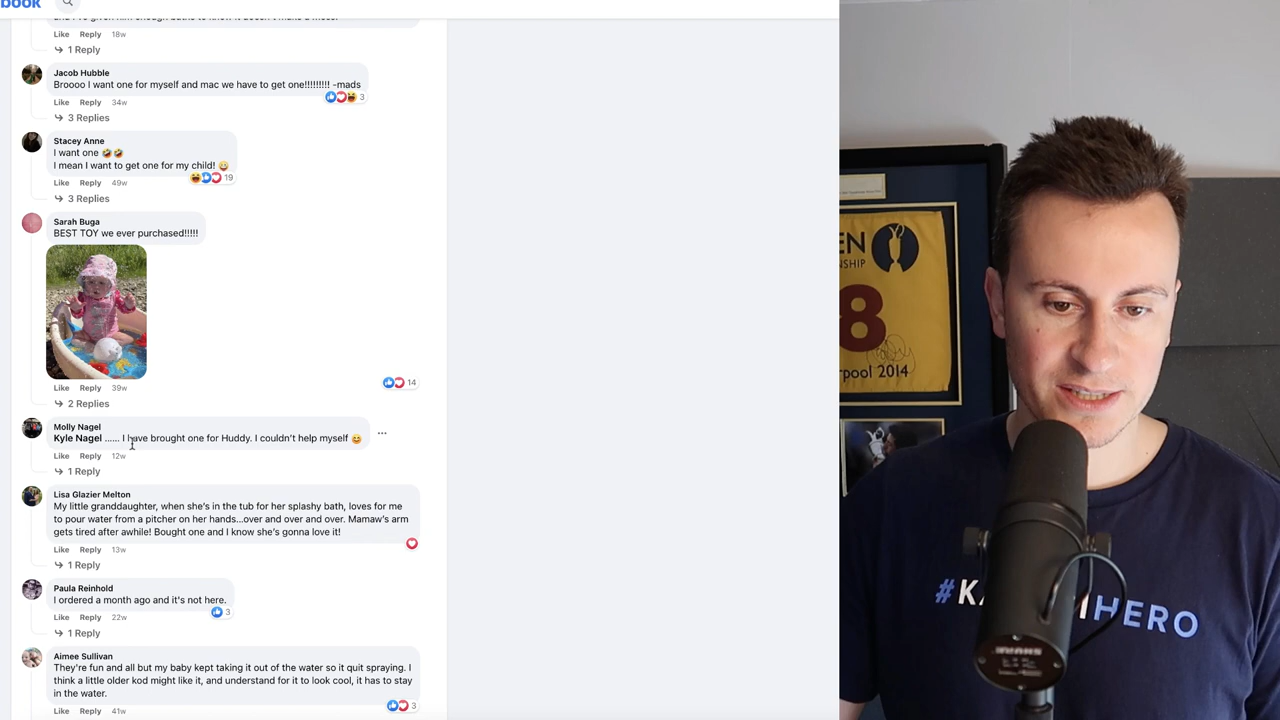 book
Like Reply 18w
1 Reply
Jacob Hubble
Broooo I want one for myself and mac we have to get one!!!!!!!!! -mads
3
Like Reply 34w
3 Replies
Stacey Anne
I want one 🤣🤣
I mean I want to get one for my child! 😀
19
Like Reply 49w
3 Replies
Sarah Buga
BEST TOY we ever purchased!!!!!
14
Like Reply 39w
2 Replies
Molly Nagel
Kyle Nagel ...... I have brought one for Huddy. I couldn't help myself 😊
...
Like Reply 12w
1 Reply
Lisa Glazier Melton
My little granddaughter, when she's in the tub for her splashy bath, loves for me
to pour water from a pitcher on her hands...over and over and over. Mamaw's arm
gets tired after awhile! Bought one and I know she's gonna love it!
Like Reply 13w
1 Reply
Paula Reinhold
I ordered a month ago and it's not here.
3
Like Reply 22w
1 Reply
Aimee Sullivan
They're fun and all but my baby kept taking it out of the water so it quit spraying. I
think a little older kod might like it, and understand for it to look cool, it has to stay
in the water.
3
Like Reply 41w
EN
SHIP
8
rpool 2014
HERO